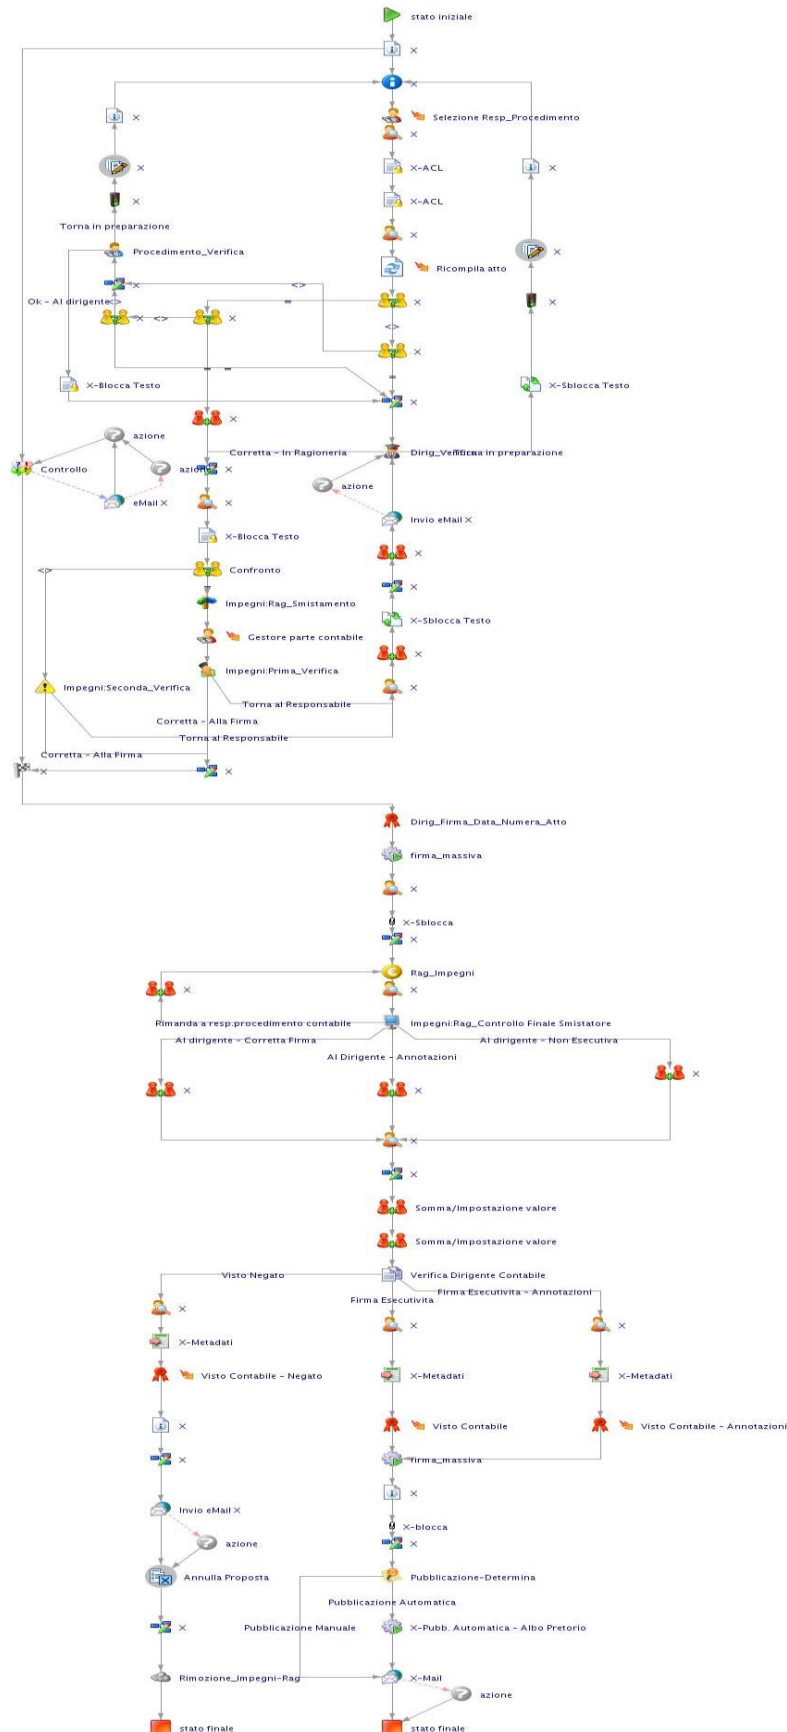 stato iniziale
×
×
×
Selezione Resp_Procedimento
×
×
×-ACL
×
×
×
×-ACL
×
Torna in preparazione
×
Procedimento_Verifica
×
Ricompila atto
×
<>
Ok - Al dirigente
<>
=
×
×
× <> ×
<>
×
=
=
=
×-Blocca Testo
×-Sblocca Testo
×
×
azione
Corretta - In Ragioneria
Dirig_Verifica
Torna in preparazione
Controllo
azione
×
azione
eMail ×
×
Invio eMail ×
×-Blocca Testo
×
<>
Confronto
×
=
Impegni:Rag_Smistamento
×-Sblocca Testo
Gestore parte contabile
×
Impegni:Prima_Verifica
Impegni:Seconda_Verifica
×
Torna al Responsabile
Corretta - Alla Firma
Torna al Responsabile
Corretta - Alla Firma
×
×
Dirig_Firma_Data_Numera_Atto
firma_massiva
×
×-Sblocca
×
Rag_Impegni
×
×
Rimanda a resp.procedimento contabile
Impegni:Rag_Controllo Finale Smistatore
Al dirigente - Corretta Firma
Al dirigente - Non Esecutiva
Al Dirigente - Annotazioni
×
×
×
×
×
Somma/Impostazione valore
Somma/Impostazione valore
Visto Negato
Verifica Dirigente Contabile
Firma Esecutivita - Annotazioni
Firma Esecutivita
×
×
×
×-Metadati
×-Metadati
×-Metadati
Visto Contabile - Negato
Visto Contabile
Visto Contabile - Annotazioni
×
×
firma_massiva
×
Invio eMail ×
×-blocca
azione
×
Annulla Proposta
Pubblicazione-Determina
Pubblicazione Automatica
×
Pubblicazione Manuale
×-Pubb. Automatica - Albo Pretorio
Rimozione_Impegni-Rag
×-Mail
azione
stato finale
stato finale